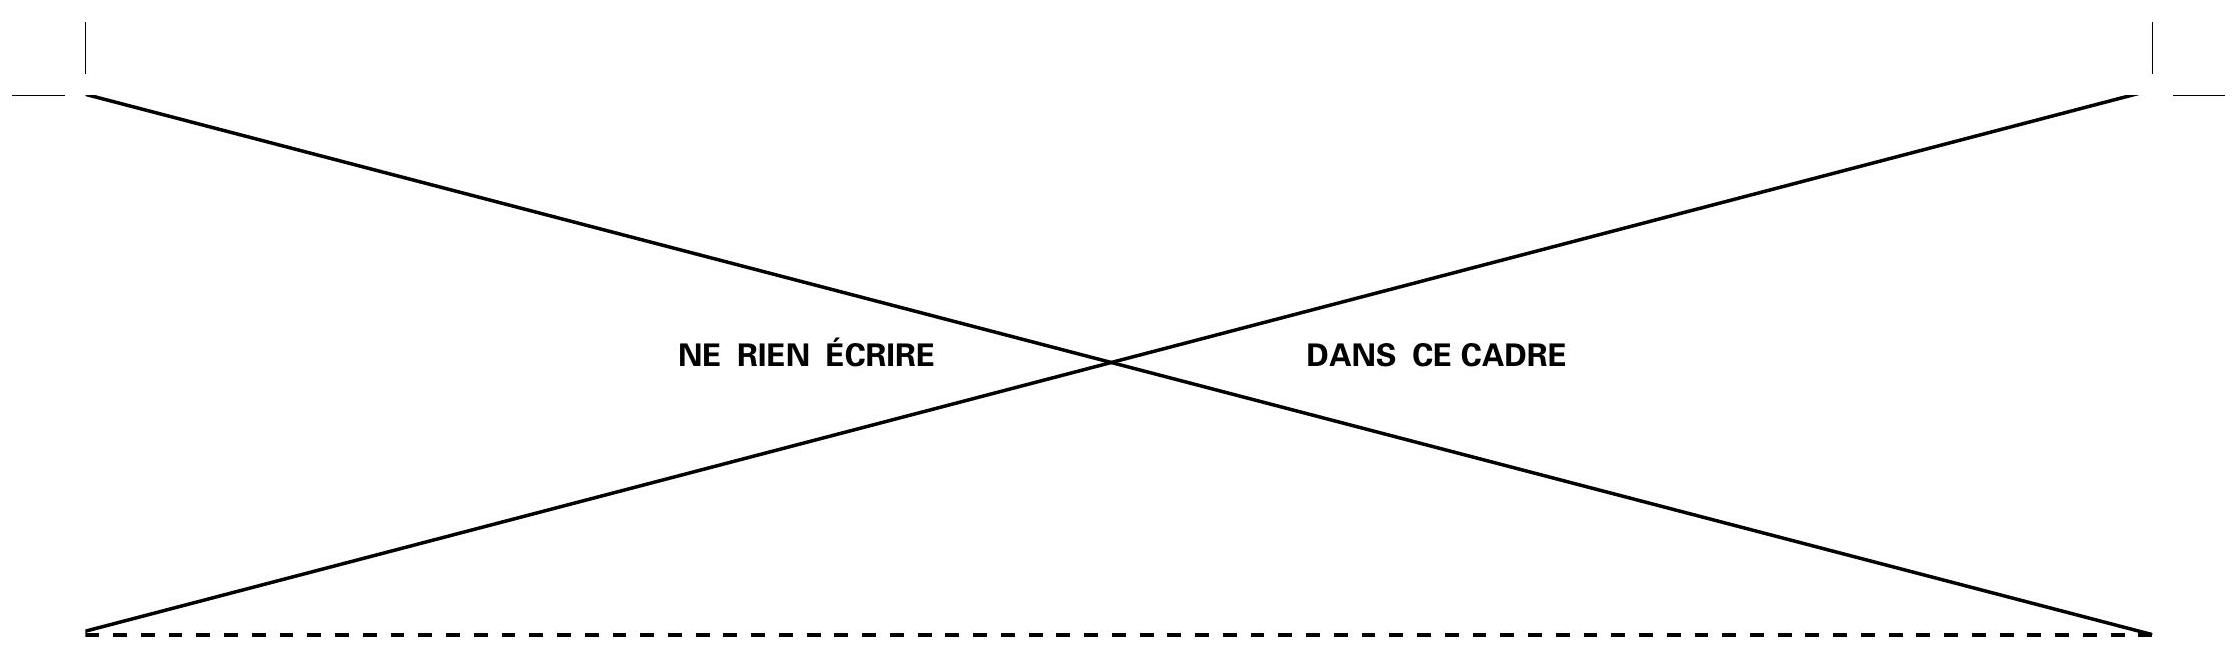 NE RIEN ÉCRIRE DANS CE CADRE